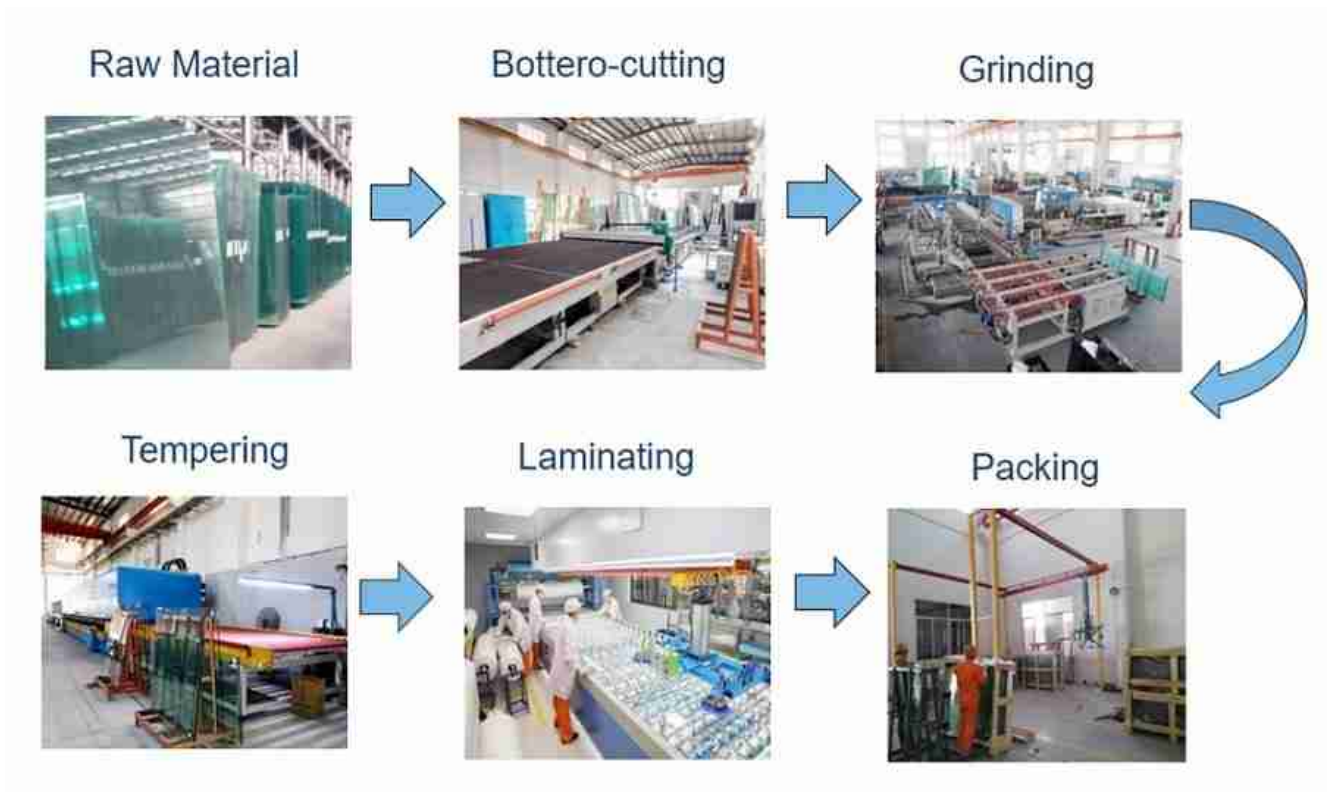 Raw Material
Bottero-cutting
Grinding
Tempering
Laminating
Packing